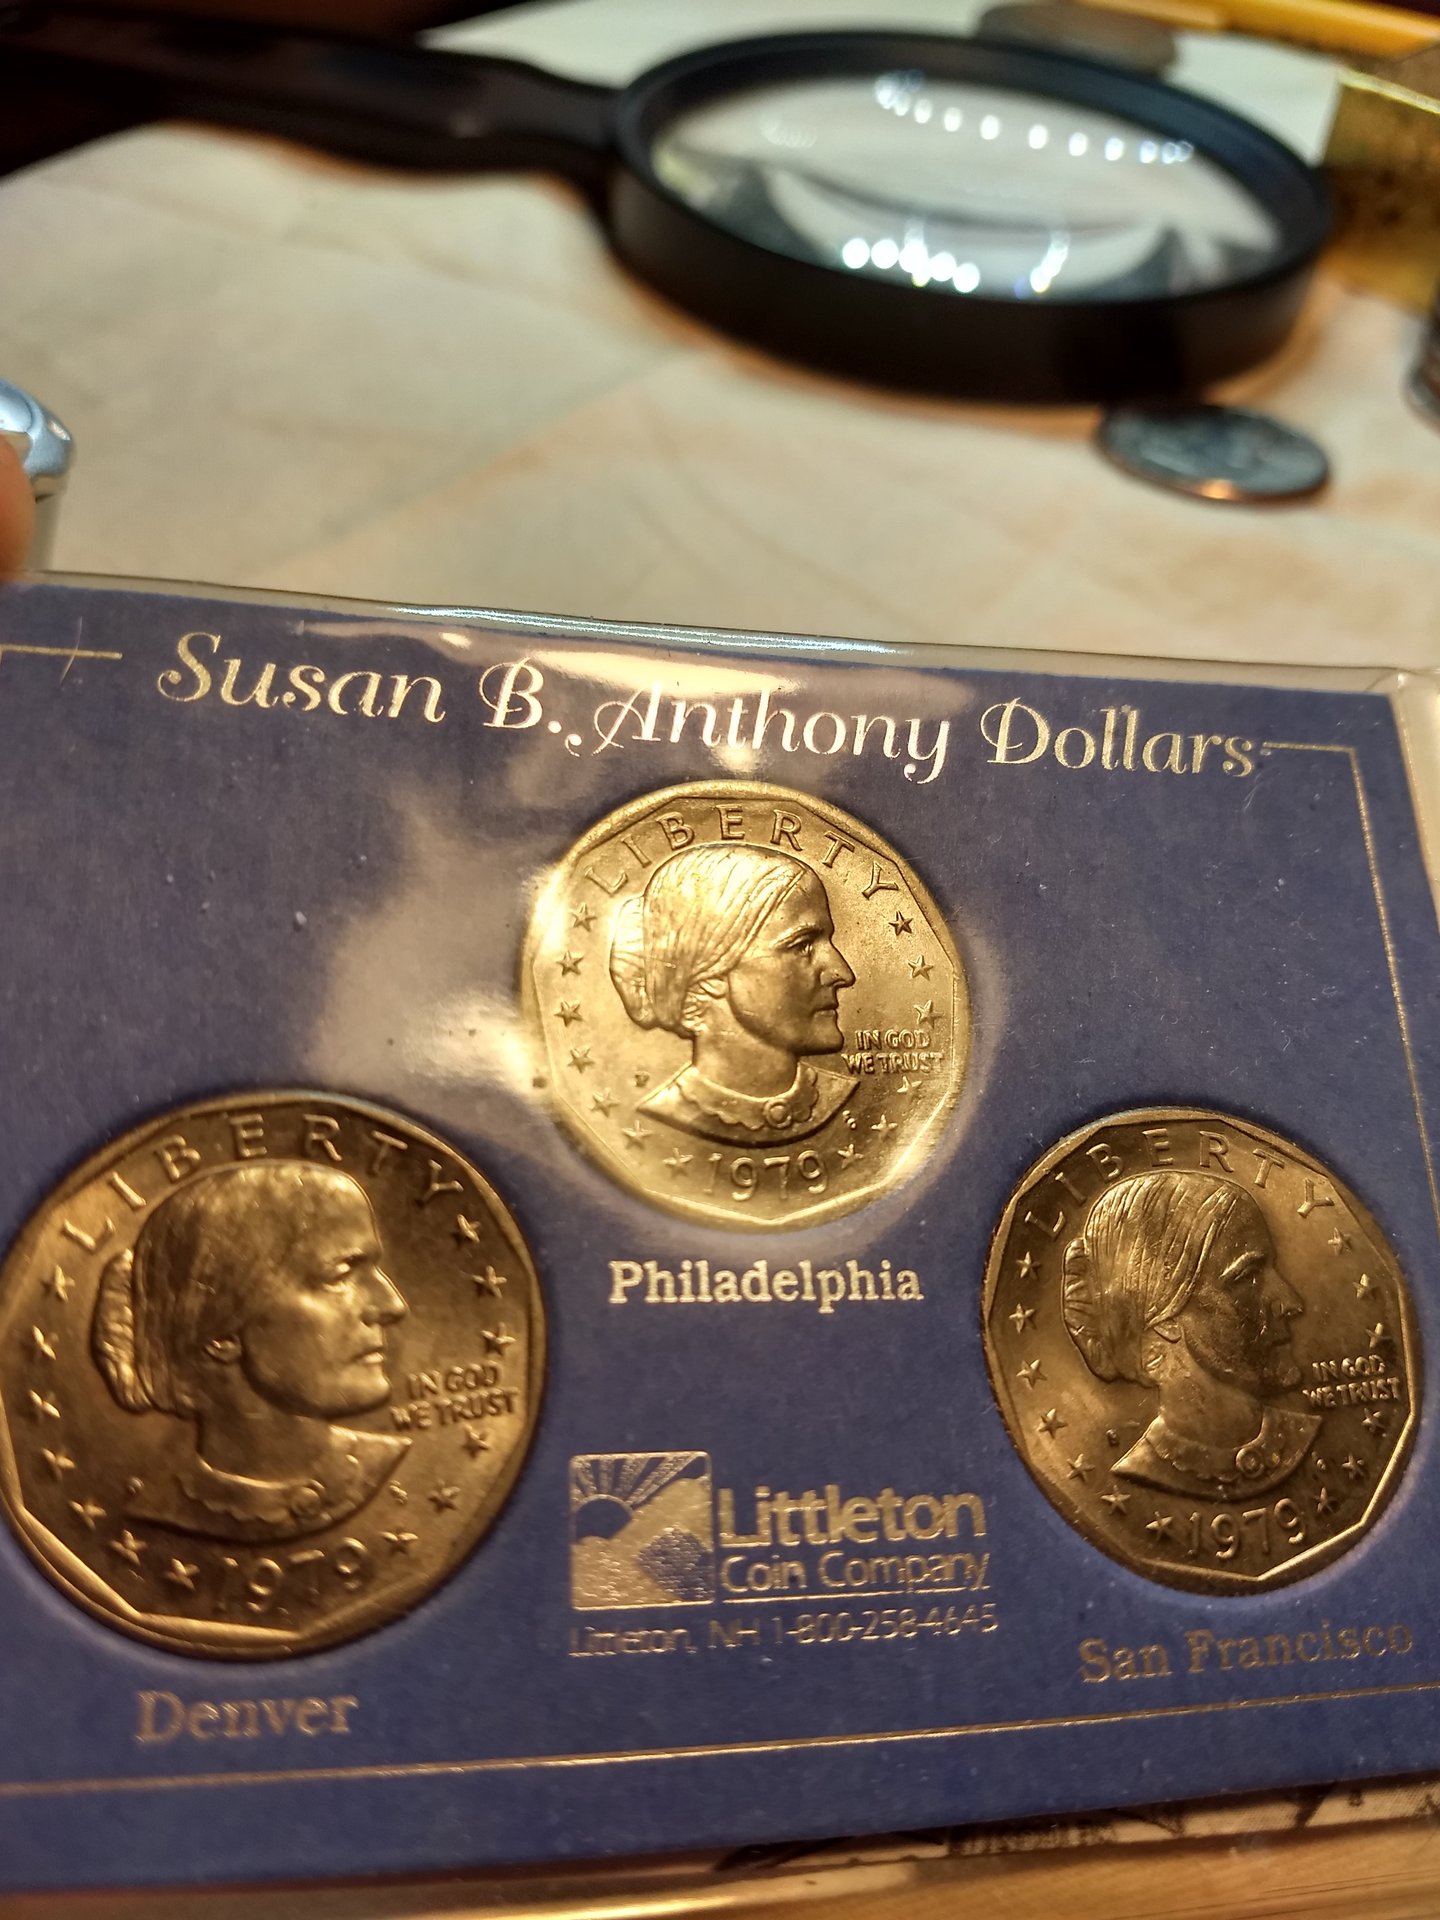 Susan B. Anthony Dollars
LIBERTY
IN GOD
WE TRUST
P
1979
Philadelphia
LIBERTY
IN GOD
WE TRUST
1979
Denver
LIBERTY
IN GOD
WE TRUST
1979
San Francisco
Littleton
Coin Company
Littleton, NH 1-800-258-4645